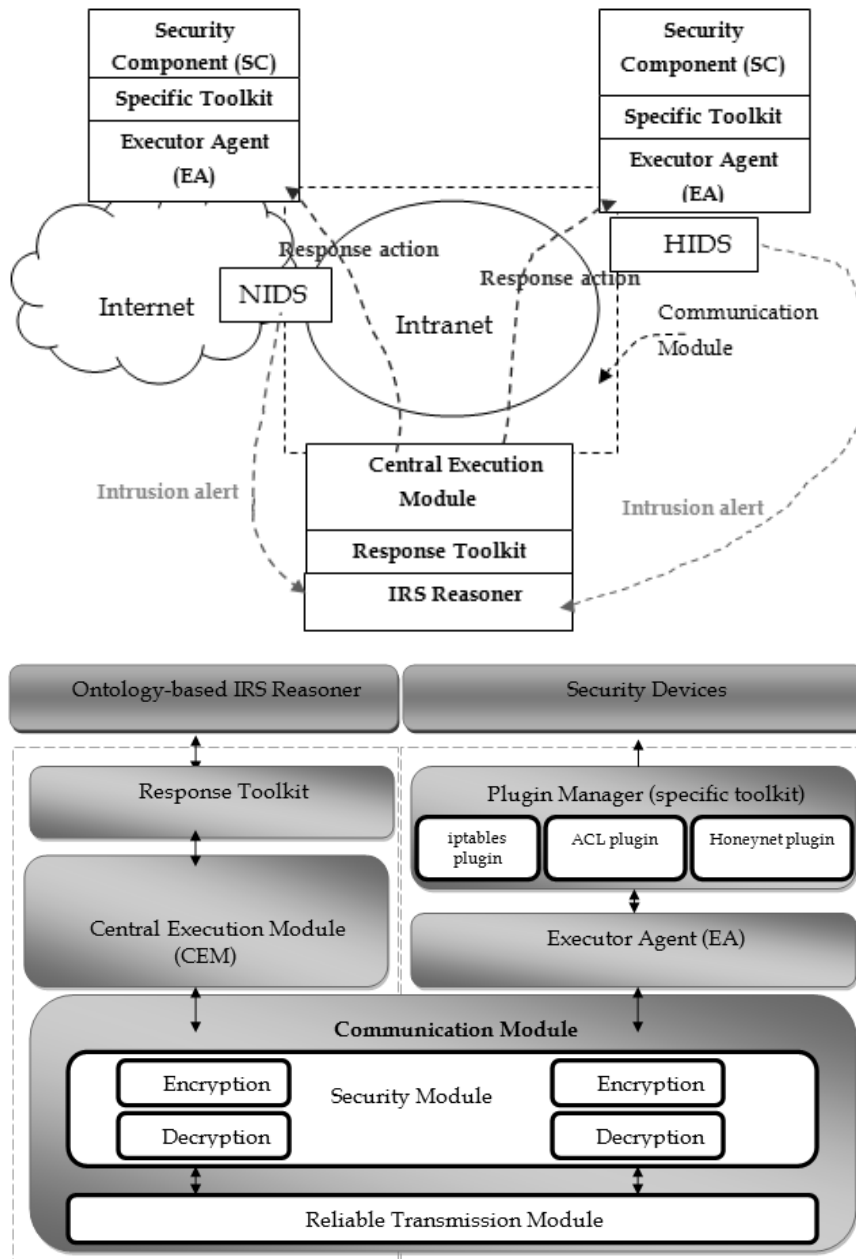 Security
Component (SC)
Specific Toolkit
Executor Agent
(EA)
Security
Component (SC)
Specific Toolkit
Executor Agent
(EA)
HIDS
Response action
Response action
Internet
NIDS
Intranet
Communication
Module
Central Execution
Module
Intrusion alert
Intrusion alert
Response Toolkit
IRS Reasoner
Ontology-based IRS Reasoner
Security Devices
Response Toolkit
Plugin Manager (specific toolkit)
iptables
plugin
ACL plugin
Honeynet plugin
Central Execution Module
(CEM)
Executor Agent (EA)
Communication Module
Encryption
Security Module
Encryption
Decryption
Decryption
Reliable Transmission Module